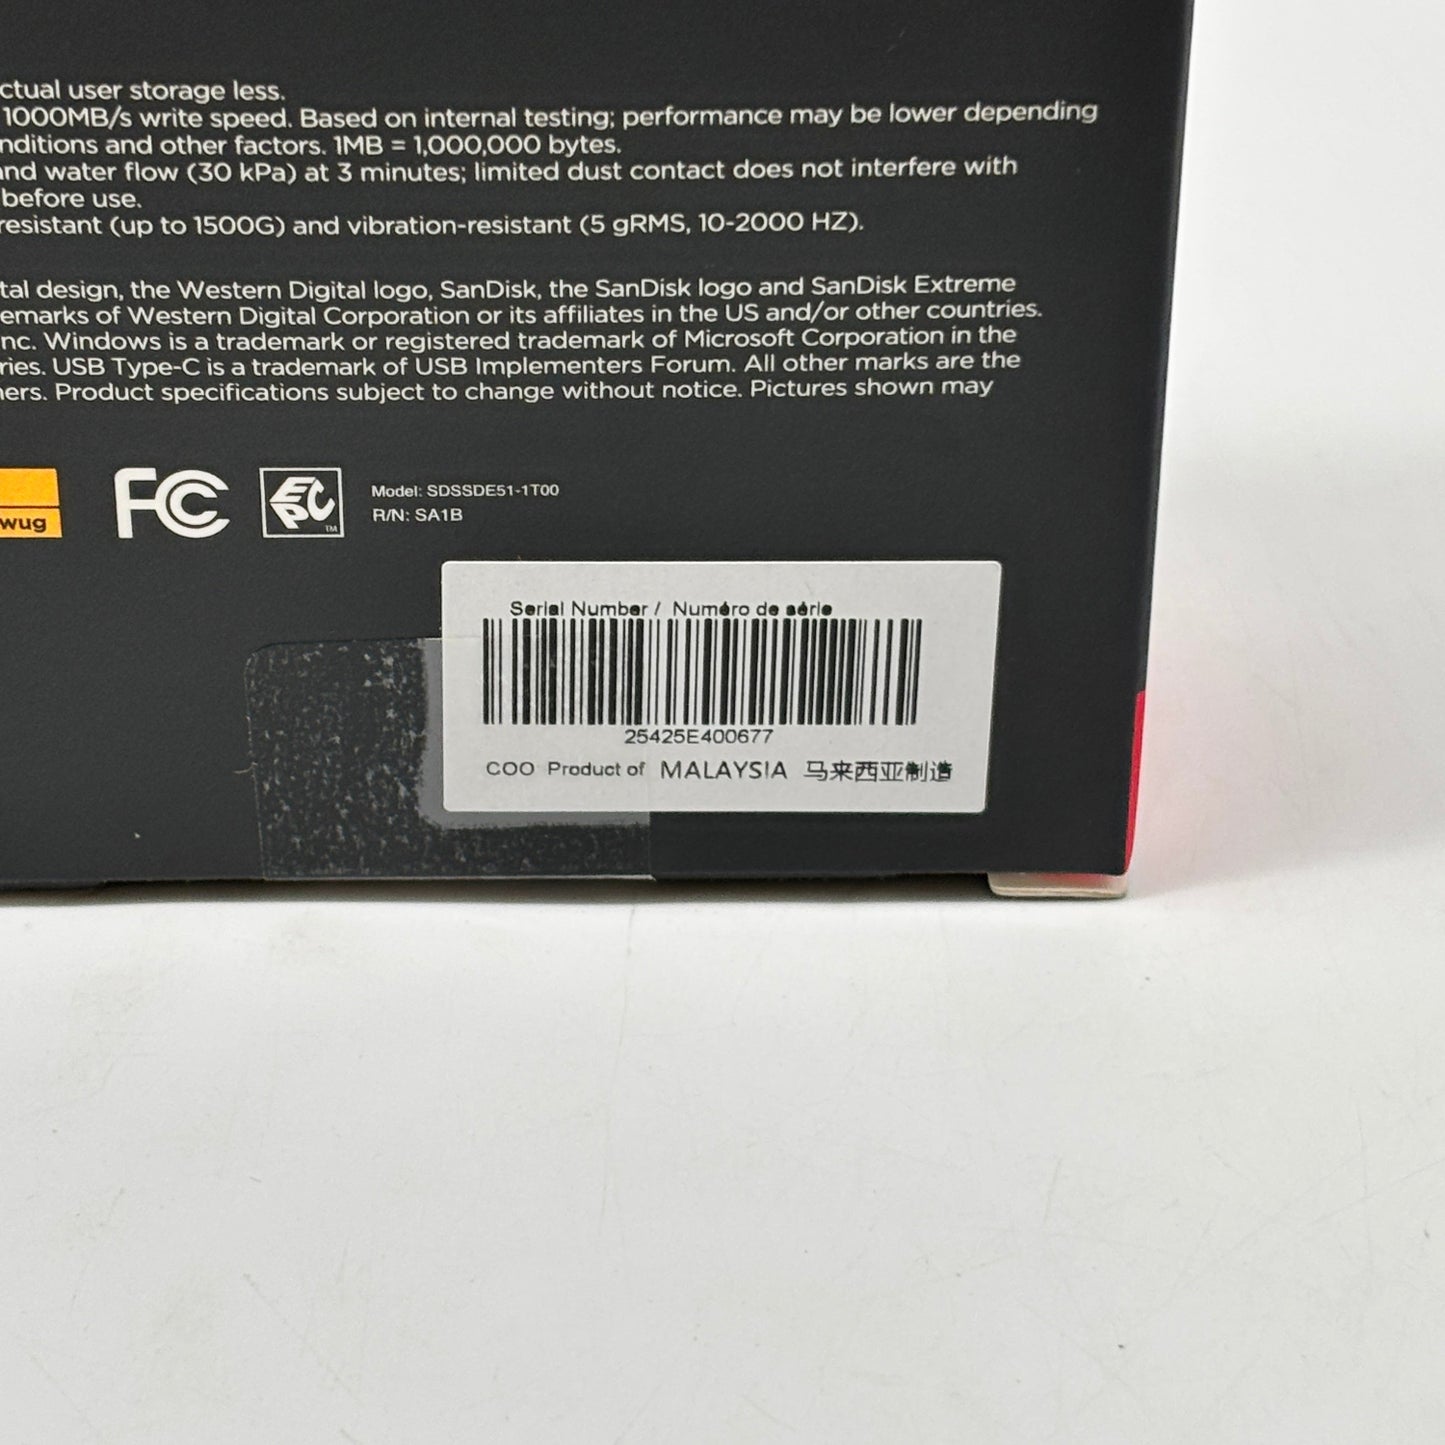 ctual user storage less.
1000MB/s write speed. Based on internal testing; performance may be lower depending
nditions and other factors. 1MB = 1,000,000 bytes.
and water flow (30 kPa) at 3 minutes; limited dust contact does not interfere with
before use.
resistant (up to 1500G) and vibration-resistant (5 gRMS, 10-2000 HZ).
tal design, the Western Digital logo, SanDisk, the SanDisk logo and SanDisk Extreme
emarks of Western Digital Corporation or its affiliates in the US and/or other countries.
nc. Windows is a trademark or registered trademark of Microsoft Corporation in the
ries. USB Type-C is a trademark of USB Implementers Forum. All other marks are the
ners. Product specifications subject to change without notice. Pictures shown may
wug
FC
ECPC
TM
Model: SDSSDE51-1T00
R/N: SA1B
Serial Number / Numéro de série
25425E400677
COO Product of MALAYSIA 马来西亚制造